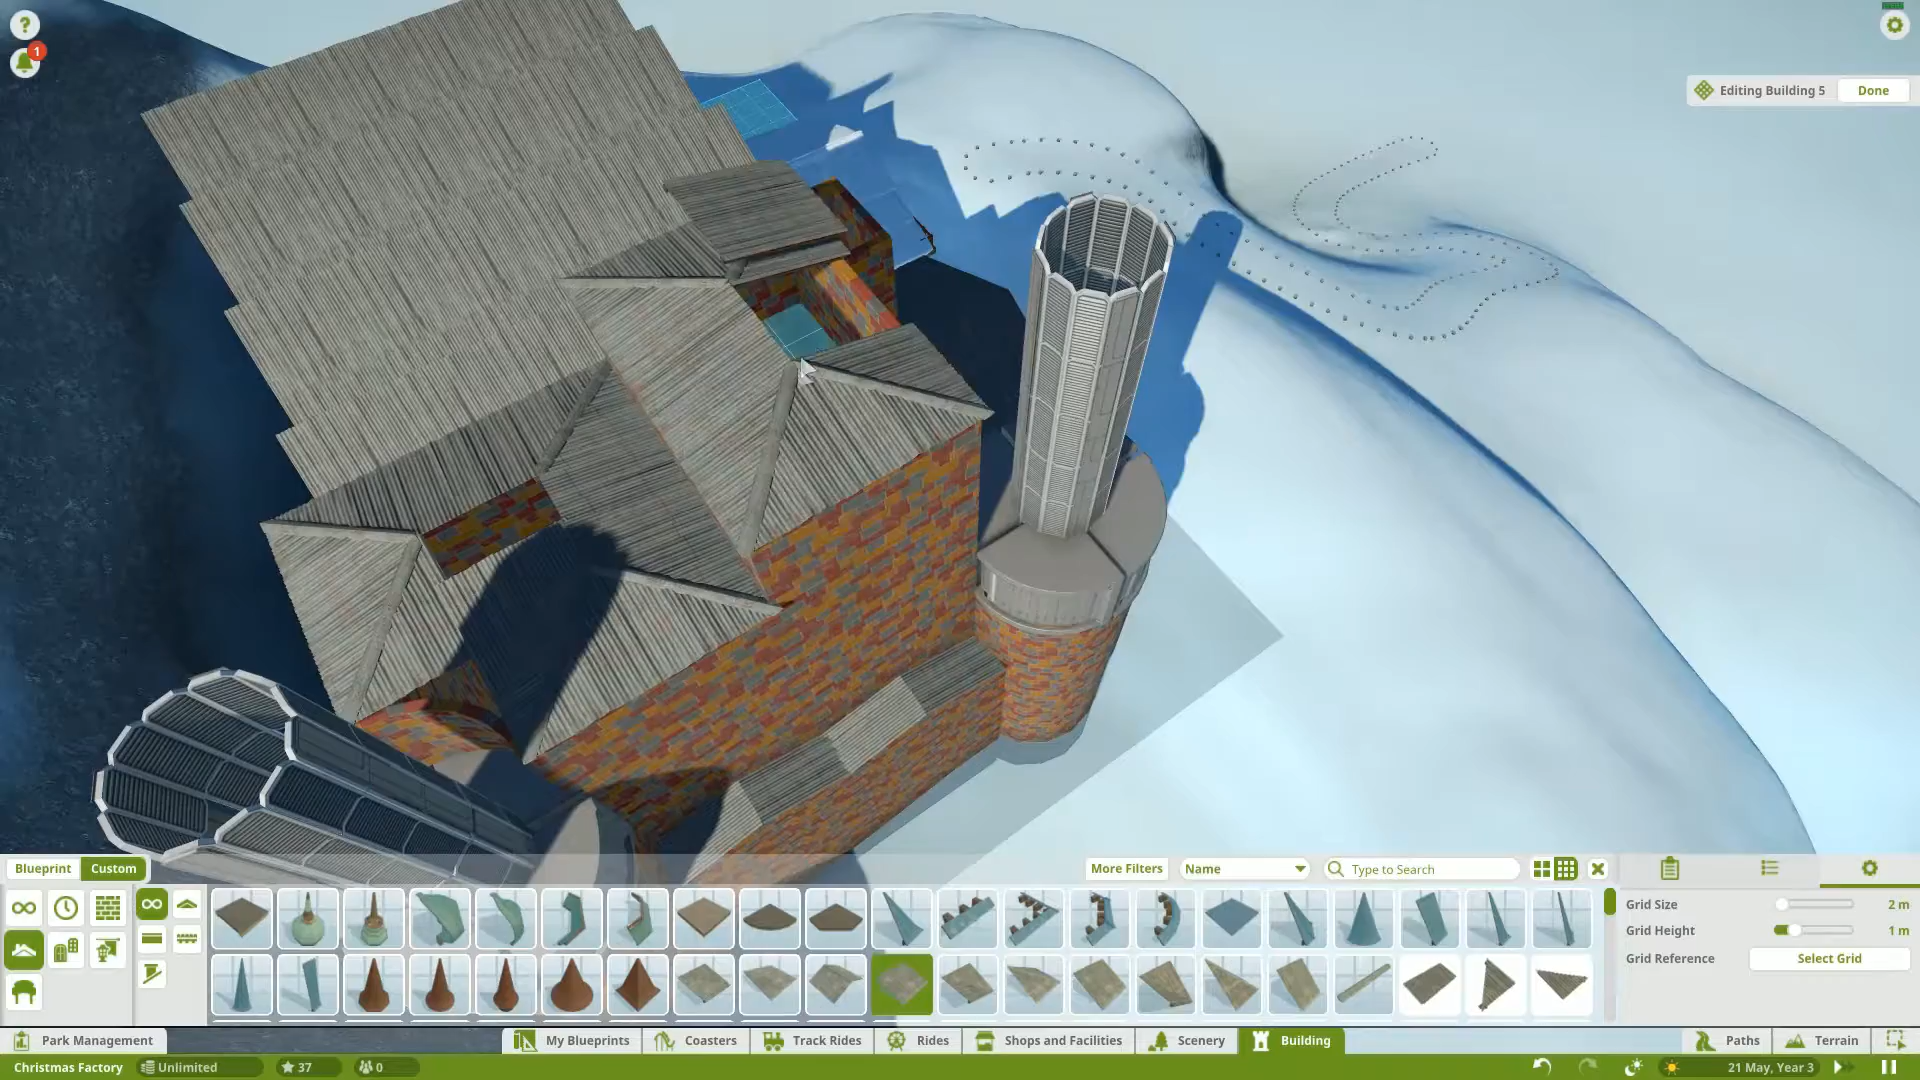 ?
1
Editing Building 5
Done
Blueprint
Custom
More Filters
Name
Type to Search
Grid Size
2 m
Grid Height
1 m
Grid Reference
Select Grid
Park Management
My Blueprints
Coasters
Track Rides
Rides
Shops and Facilities
Scenery
Building
Paths
Terrain
Christmas Factory
Unlimited
37
0
21 May, Year 3